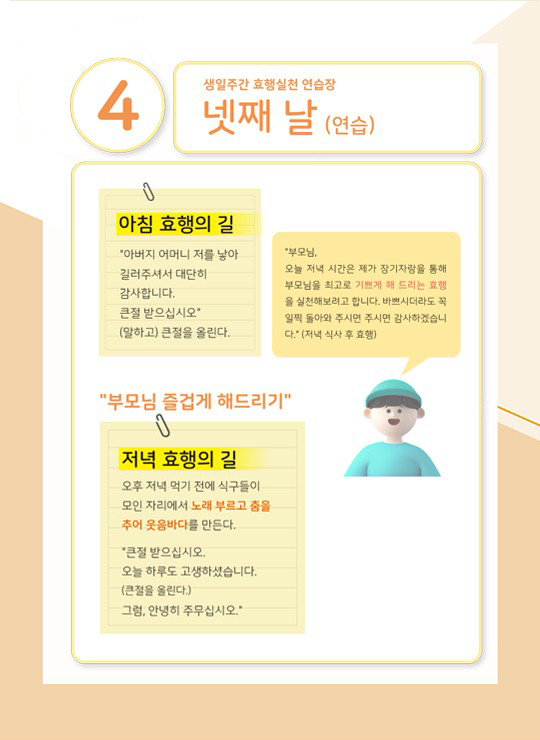 4
생일주간 효행실천 연습장
넷째 날 (연습)
아침 효행의 길
"아버지 어머니 저를 낳아
길러주셔서 대단히
감사합니다.
큰절 받으십시오"
(말하고) 큰절을 올린다.
"부모님,
오늘 저녁 시간은 제가 장기자랑을 통해
부모님을 최고로 기쁘게 해 드리는 효행
을 실천해보려고 합니다. 바쁘시더라도 꼭
일찍 돌아와 주시면 주시면 감사하겠습니
다." (저녁 식사 후 효행)
"부모님 즐겁게 해드리기"
저녁 효행의 길
오후 저녁 먹기 전에 식구들이
모인 자리에서 노래 부르고 춤을
추어 웃음바다를 만든다.
"큰절 받으십시오.
오늘 하루도 고생하셨습니다.
(큰절을 올린다.)
그럼, 안녕히 주무십시오."